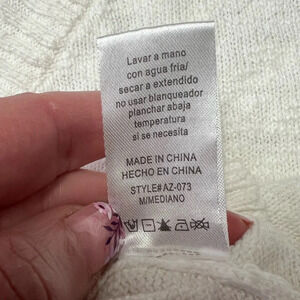 Lavar a mano
con agua fria/
secar a extendido
no usar blanqueador
planchar abaja
temperatura
si se necesita
MADE IN CHINA
HECHO EN CHINA
STYLE# AZ-073
M/MEDIANO